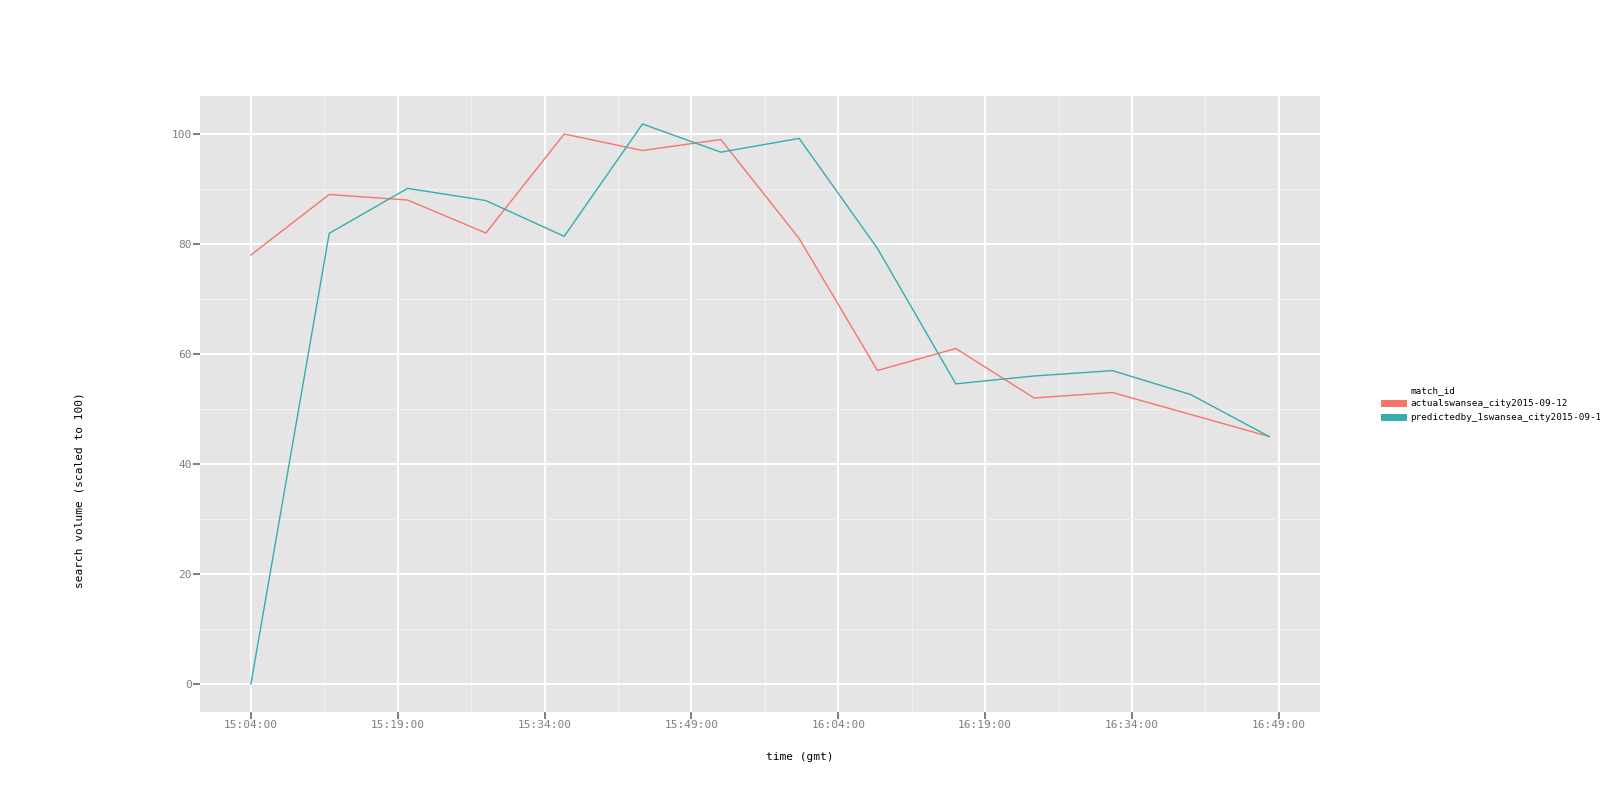 search volume (scaled to 100)
100
80
60
40
20
0
15:04:00 15:19:00 15:34:00 15:49:00 16:04:00 16:19:00 16:34:00 16:49:00
time (gmt)
match_id
actualswansea_city2015-09-12
predictedby_1swansea_city2015-09-1